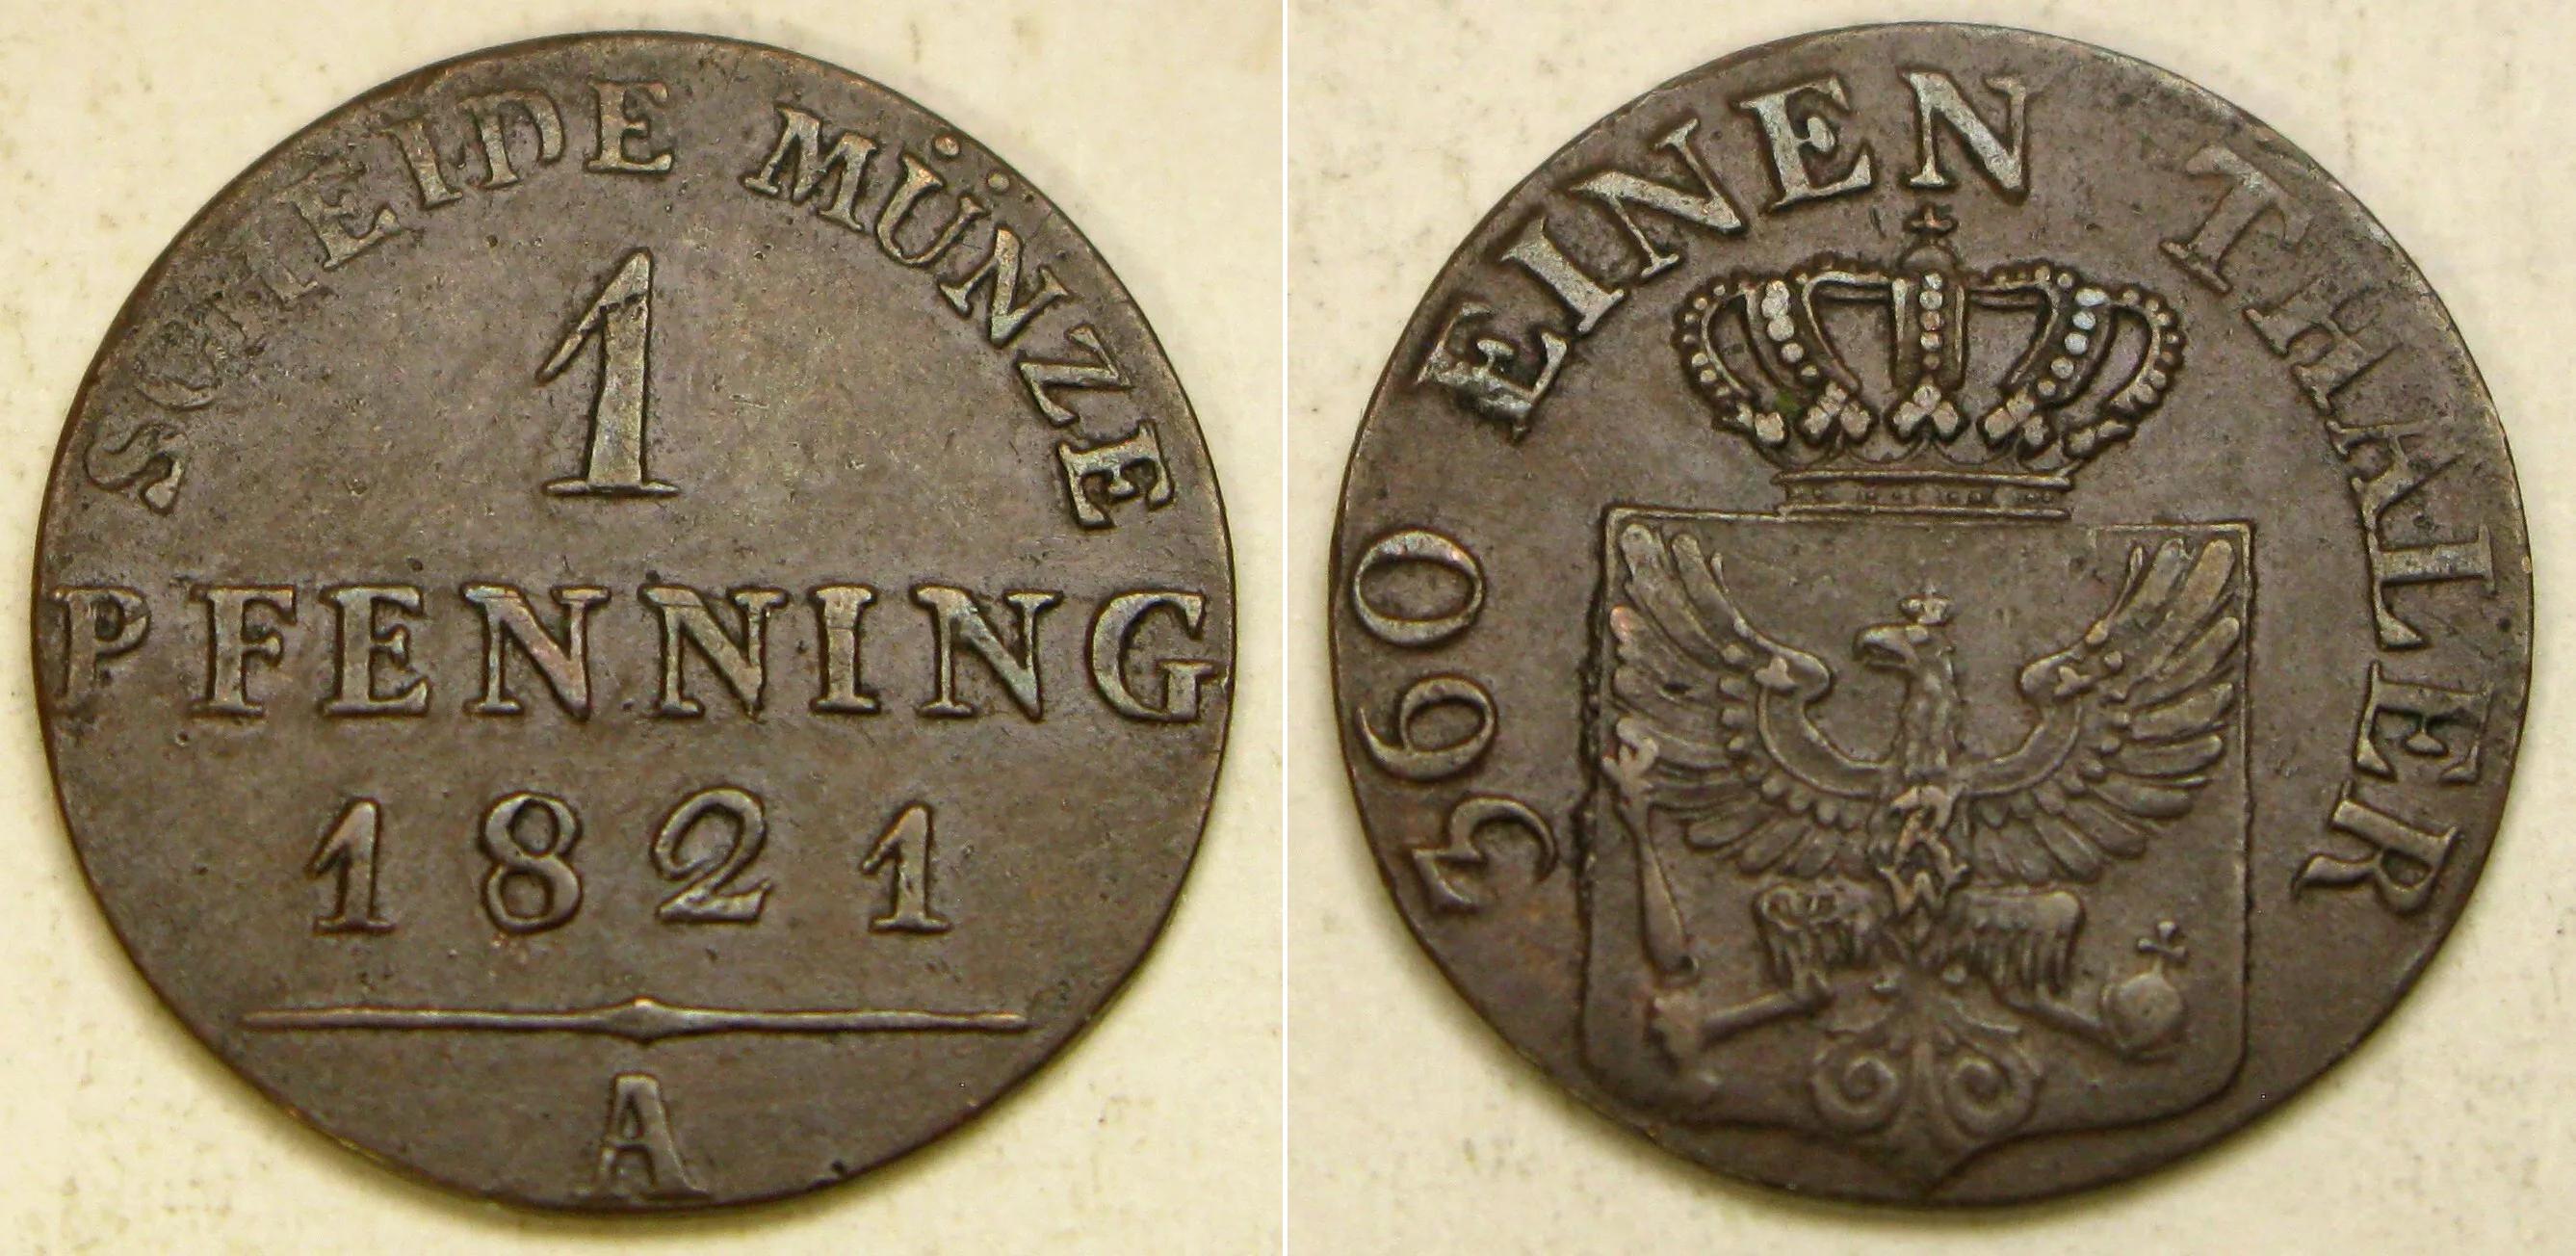 SCHEIDE MÜNZE
1
PFENNING
1821
A
360 EINEN THALER